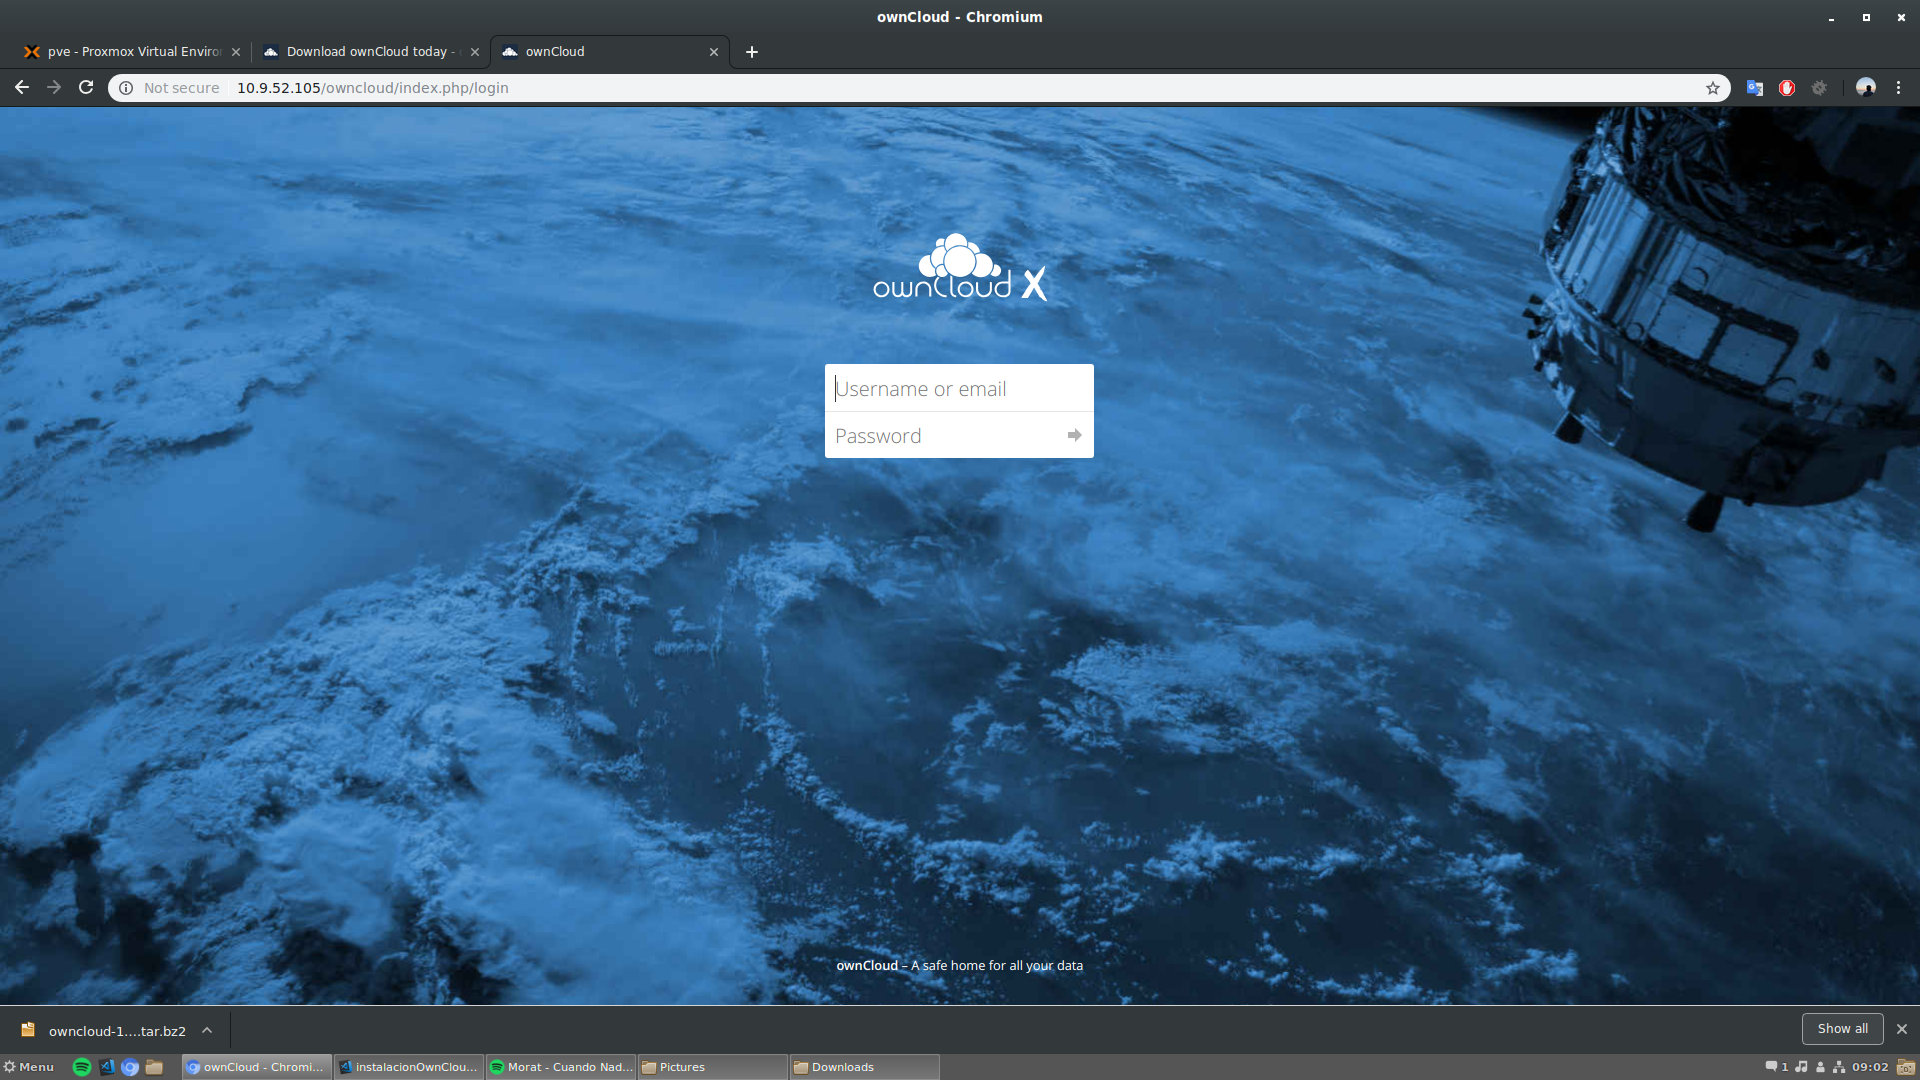 ownCloud - Chromium
pve - Proxmox Virtual Enviro
Download ownCloud today -
ownCloud
Not secure
10.9.52.105/owncloud/index.php/login
ownCloud X
Username or email
Password
ownCloud – A safe home for all your data
owncloud-1....tar.bz2
Show all
Menu
ownCloud - Chromi...
instalacionOwnClou...
Morat - Cuando Nad...
Pictures
Downloads
1
09:02